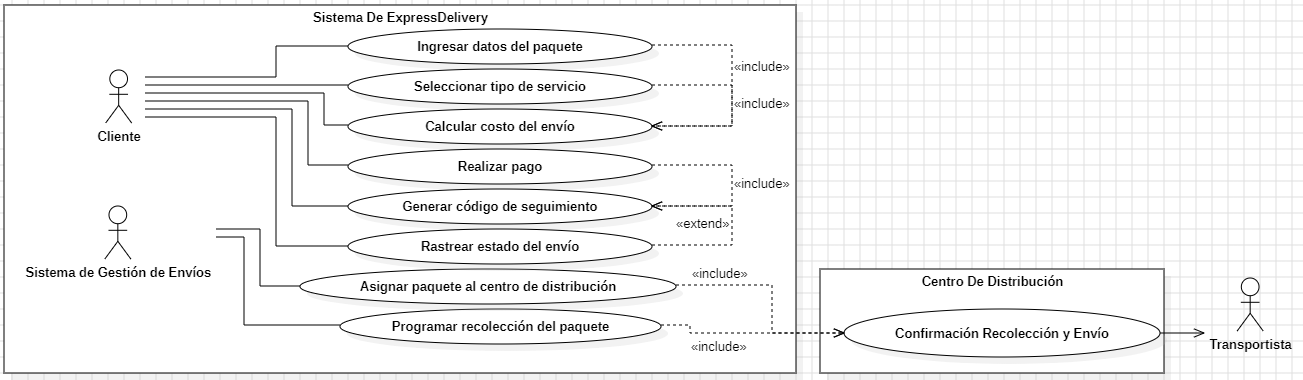 Sistema De ExpressDelivery
Ingresar datos del paquete
«include»
Seleccionar tipo de servicio
«include»
Cliente
Calcular costo del envío
Realizar pago
«include»
Generar código de seguimiento
«extend»
Rastrear estado del envío
Sistema de Gestión de Envíos
«include»
Asignar paquete al centro de distribución
Programar recolección del paquete
«include»
Centro De Distribución
Confirmación Recolección y Envío
Transportista